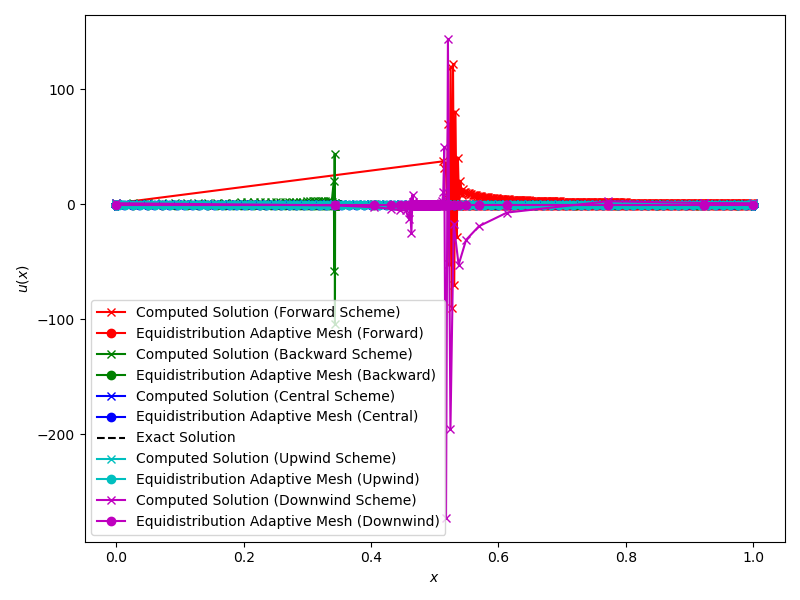 100
0
−100
−200
u(x)
Computed Solution (Forward Scheme)
Equidistribution Adaptive Mesh (Forward)
Computed Solution (Backward Scheme)
Equidistribution Adaptive Mesh (Backward)
Computed Solution (Central Scheme)
Equidistribution Adaptive Mesh (Central)
Exact Solution
Computed Solution (Upwind Scheme)
Equidistribution Adaptive Mesh (Upwind)
Computed Solution (Downwind Scheme)
Equidistribution Adaptive Mesh (Downwind)
0.0 0.2 0.4 0.6 0.8 1.0
x